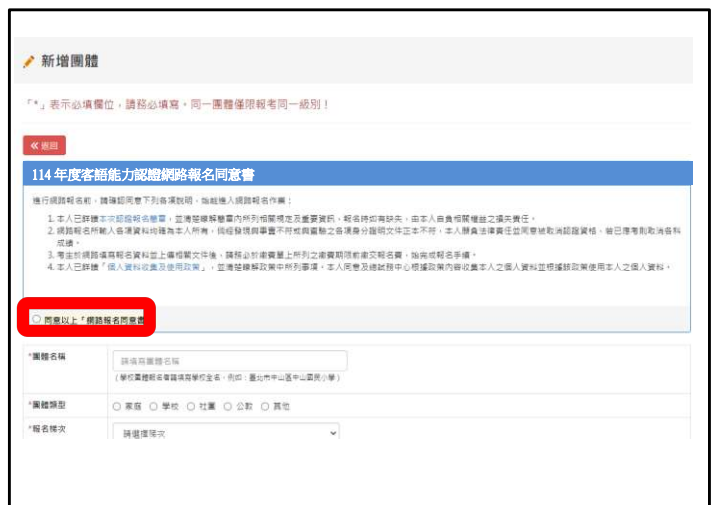 新增團體
「*」表示必填欄位，請務必填寫。同一團體僅限報考同一級別！
返回
114 年度客語能力認證網路報名同意書
進行網路報名前，請確認同意下列各項說明，始能進入網路報名作業：
1. 本人已詳讀本次認證報名簡章，並清楚瞭解簡章內所列相關規定及重要資訊，報名時如有缺失，由本人自負相關權益之損失責任。
2. 網路報名所輸入各項資料均確為本人所有，倘經發現與事實不符或與查驗之各項身分證明文件正本不符，本人願負法律責任並同意被取消認證資格，若已應考則取消各科
成績。
3. 考生於網路填寫報名資料並上傳相關文件後，請務必於繳費單上所列之繳費期限前繳交報名費，始完成報名手續。
4. 本人已詳讀「個人資料收集及使用政策」，並清楚瞭解政策中所列事項，本人同意及總試務中心根據政策內容收集本人之個人資料並根據該政策使用本人之個人資料。
同意以上「網路報名同意書
*團體名稱
請填寫團體名稱
（學校團體報名者請填寫學校全名，例如：臺北市中山區中山國民小學）
*團體類型
家庭 學校 社團 公教 其他
*報名梯次
請選擇梯次